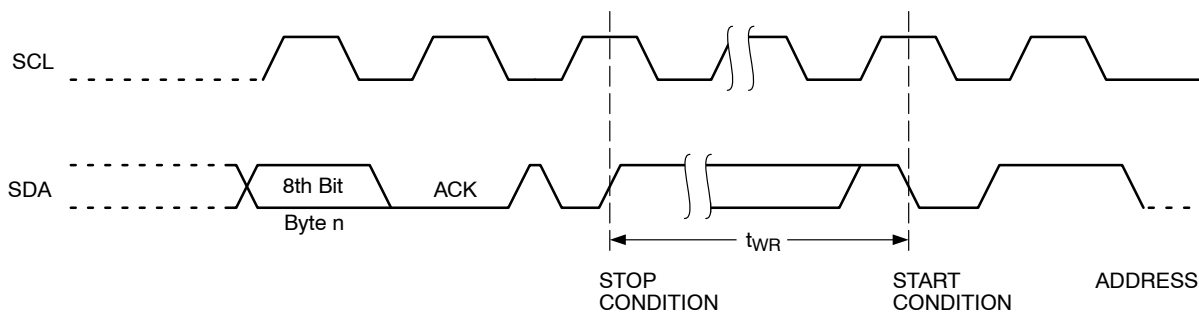 SCL
SDA
8th Bit
ACK
Byte n
tWR
STOP
CONDITION
START
CONDITION
ADDRESS